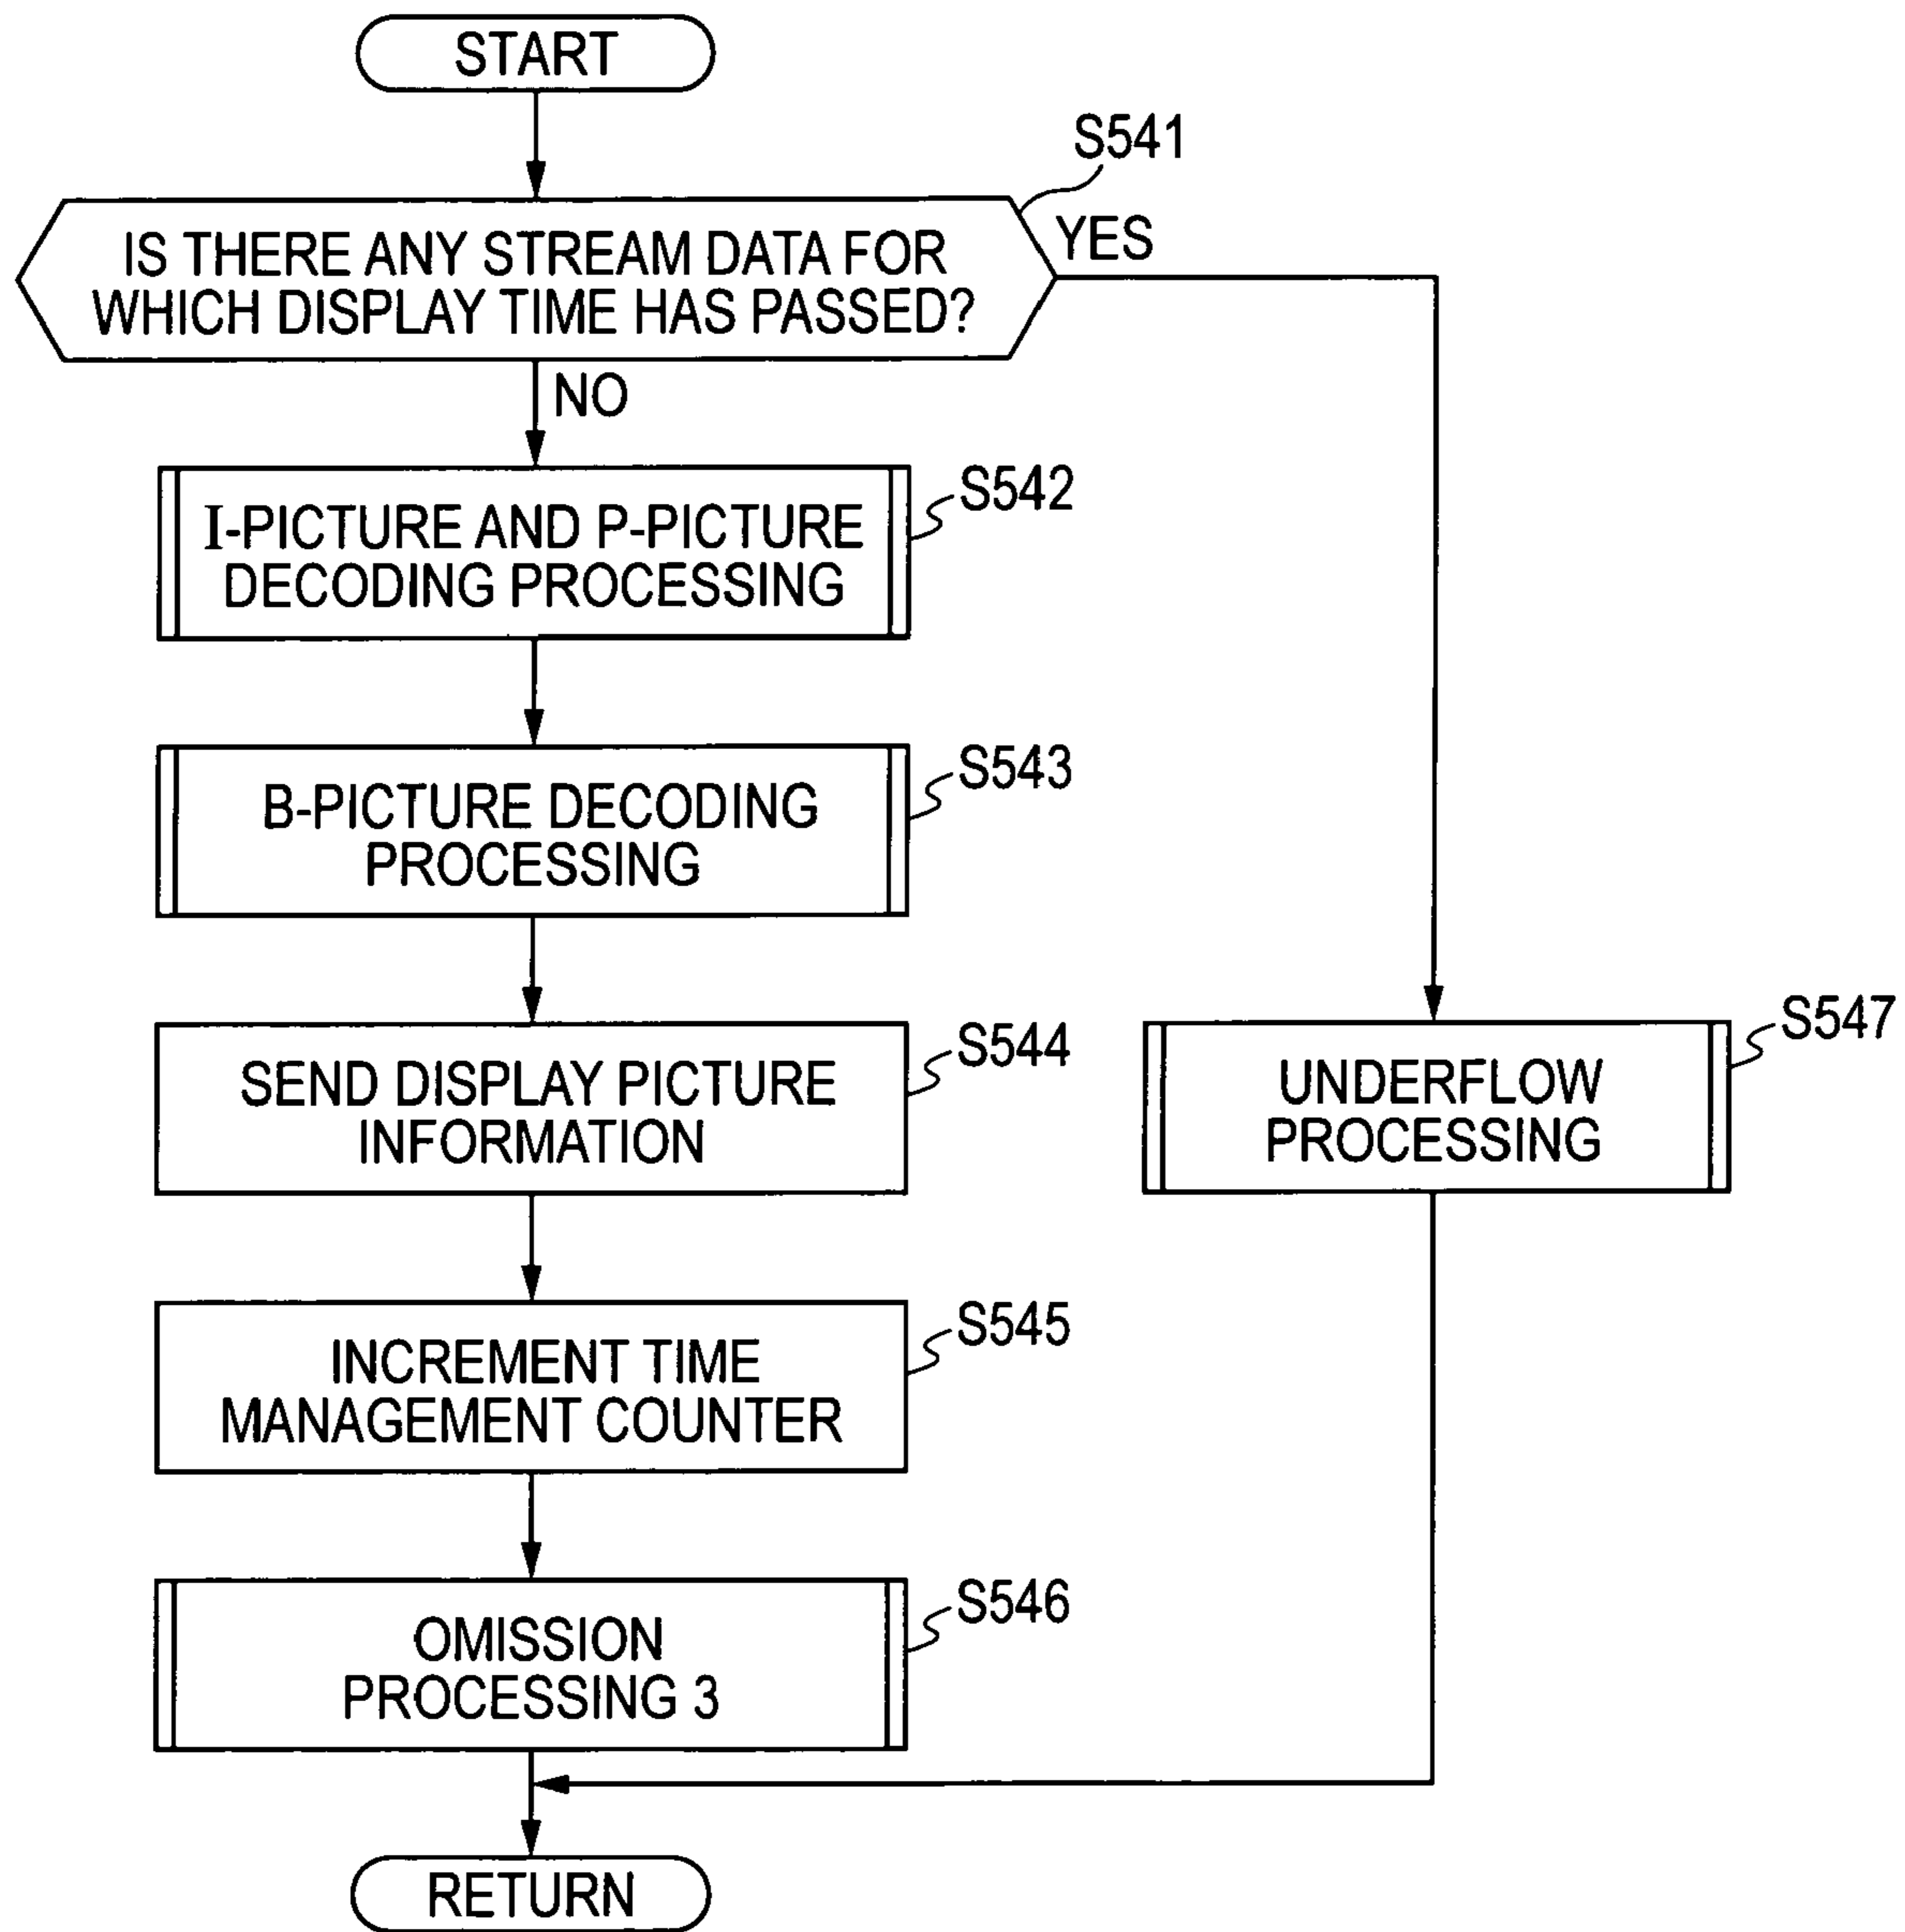 START
S541
IS THERE ANY STREAM DATA FOR
WHICH DISPLAY TIME HAS PASSED?
YES
NO
S542
I-PICTURE AND P-PICTURE
DECODING PROCESSING
S543
B-PICTURE DECODING
PROCESSING
S544
SEND DISPLAY PICTURE
INFORMATION
S547
UNDERFLOW
PROCESSING
S545
INCREMENT TIME
MANAGEMENT COUNTER
S546
OMISSION
PROCESSING 3
RETURN